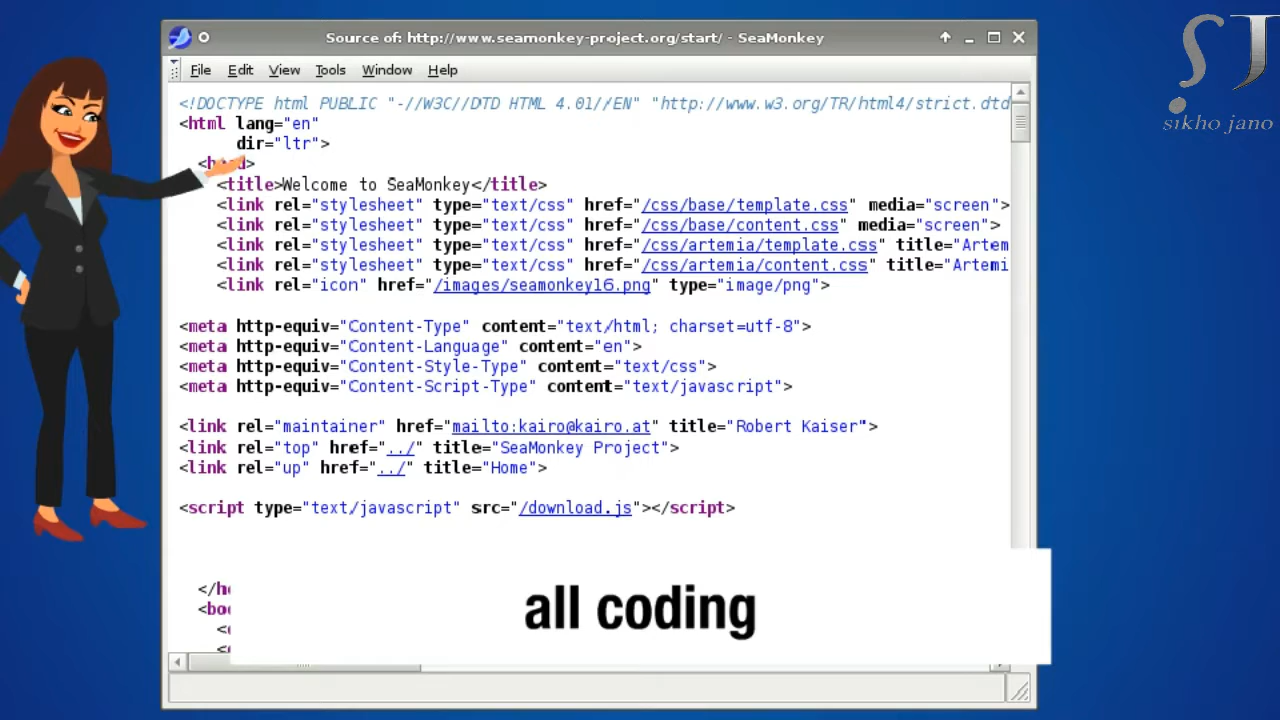 Source of: http://www.seamonkey-project.org/start/ - SeaMonkey
File Edit View Tools Window Help
<!DOCTYPE html PUBLIC "-//W3C//DTD HTML 4.01//EN" "http://www.w3.org/TR/html4/strict.dtd
<html lang="en"
dir="ltr">
<title>Welcome to SeaMonkey</title>
<link rel="stylesheet" type="text/css" href="/css/base/template.css" media="screen">
<link rel="stylesheet" type="text/css" href="/css/base/content.css" media="screen">
<link rel="stylesheet" type="text/css" href="/css/artemia/template.css" title="Artem
<link rel="stylesheet" type="text/css" href="/css/artemia/content.css" title="Artemi
<link rel="icon" href="/images/seamonkey16.png" type="image/png">
<meta http-equiv="Content-Type" content="text/html; charset=utf-8">
<meta http-equiv="Content-Language" content="en">
<meta http-equiv="Content-Style-Type" content="text/css">
<meta http-equiv="Content-Script-Type" content="text/javascript">
<link rel="maintainer" href="mailto:kairo@kairo.at" title="Robert Kaiser">
<link rel="top" href="../" title="SeaMonkey Project">
<link rel="up" href="../" title="Home">
<script type="text/javascript" src="/download.js"></script>
all coding
SJ
sikho jano